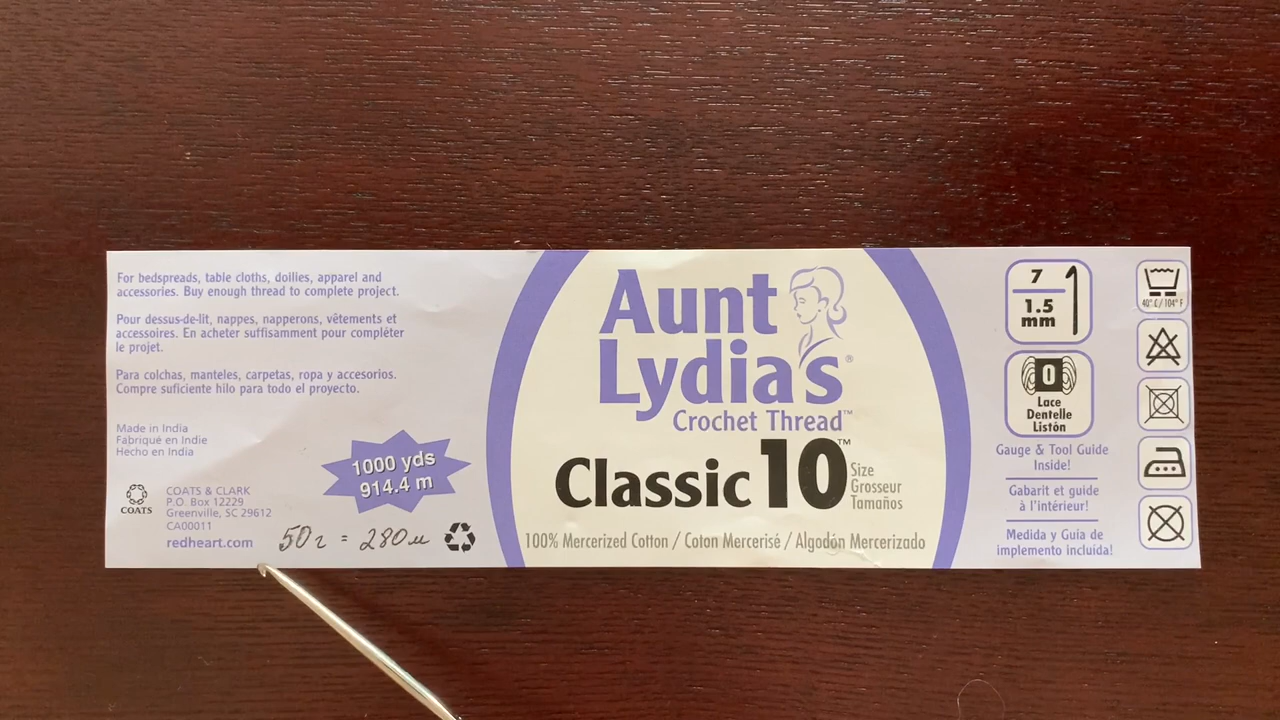 For bedspreads, table cloths, doilies, apparel and
accessories. Buy enough thread to complete project.
Pour dessus-de-lit, nappes, napperons, vêtements et
accessoires. En acheter suffisamment pour compléter
le projet.
Para colchas, manteles, carpetas, ropa y accesorios.
Compre suficiente hilo para todo el proyecto.
Made in India
Fabriqué en Indie
Hecho en India
COATS
COATS & CLARK
P.O. Box 12229
Greenville, SC 29612
CA00011
redheart.com
1000 yds
914.4 m
50г = 280м
Aunt
Lydia's®
Crochet Thread™
Classic 10™
Size
Grosseur
Tamaños
100% Mercerized Cotton / Coton Mercerisé / Algodón Mercerizado
7
1.5
mm
0
Lace
Dentelle
Listón
Gauge & Tool Guide
Inside!
Gabarit et guide
à l'intérieur!
Medida y Guia de
implemento incluida!
40° C/104° F